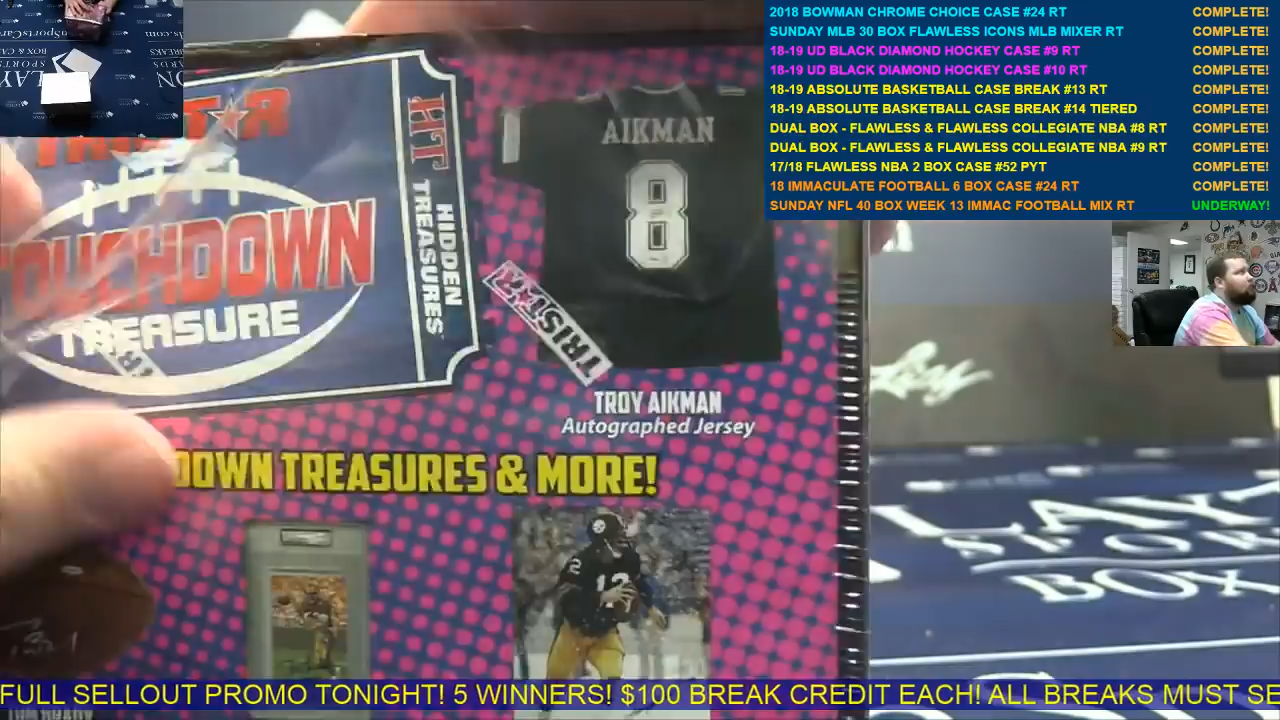 2018 BOWMAN CHROME CHOICE CASE #24 RT COMPLETE!
SUNDAY MLB 30 BOX FLAWLESS ICONS MLB MIXER RT COMPLETE!
18-19 UD BLACK DIAMOND HOCKEY CASE #9 RT COMPLETE!
18-19 UD BLACK DIAMOND HOCKEY CASE #10 RT COMPLETE!
18-19 ABSOLUTE BASKETBALL CASE BREAK #13 RT COMPLETE!
18-19 ABSOLUTE BASKETBALL CASE BREAK #14 TIERED COMPLETE!
DUAL BOX - FLAWLESS & FLAWLESS COLLEGIATE NBA #8 RT COMPLETE!
DUAL BOX - FLAWLESS & FLAWLESS COLLEGIATE NBA #9 RT COMPLETE!
17/18 FLAWLESS NBA 2 BOX CASE #52 PYT COMPLETE!
18 IMMACULATE FOOTBALL 6 BOX CASE #24 RT COMPLETE!
SUNDAY NFL 40 BOX WEEK 13 IMMAC FOOTBALL MIX RT UNDERWAY!
HT HIDDEN TREASURES
TOUCHDOWN
TREASURE
AIKMAN
8
TRISTAR
TROY AIKMAN
Autographed Jersey
DOWN TREASURES & MORE!
12
LAYT
BOX
FULL SELLOUT PROMO TONIGHT! 5 WINNERS! $100 BREAK CREDIT EACH! ALL BREAKS MUST SE